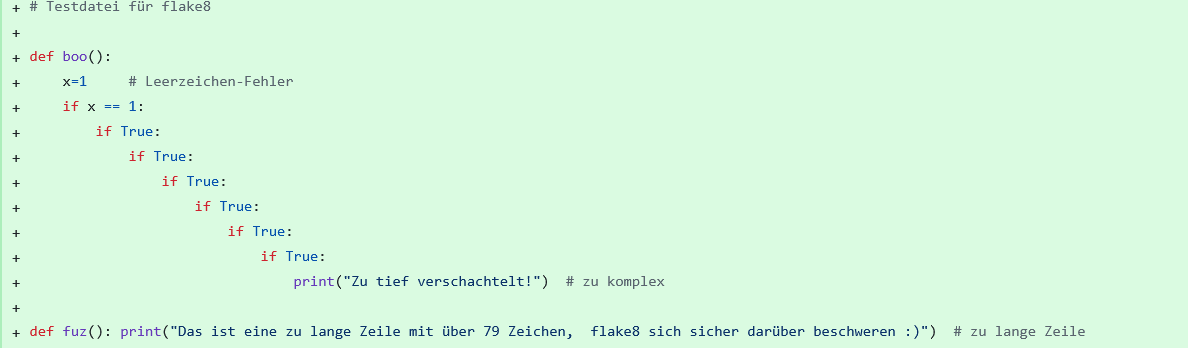 + # Testdatei für flake8
+
+ def boo():
+     x=1     # Leerzeichen-Fehler
+     if x == 1:
+         if True:
+             if True:
+                 if True:
+                     if True:
+                         if True:
+                             if True:
+                                 print("Zu tief verschachtelt!")  # zu komplex
+
+ def fuz(): print("Das ist eine zu lange Zeile mit über 79 Zeichen,  flake8 sich sicher darüber beschweren :)")  # zu lange Zeile